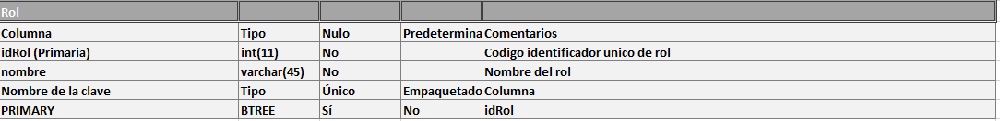 Rol
Columna Tipo Nulo Predetermina Comentarios
idRol (Primaria) int(11) No Codigo identificador unico de rol
nombre varchar(45) No Nombre del rol
Nombre de la clave Tipo Único Empaquetado Columna
PRIMARY BTREE Sí No idRol